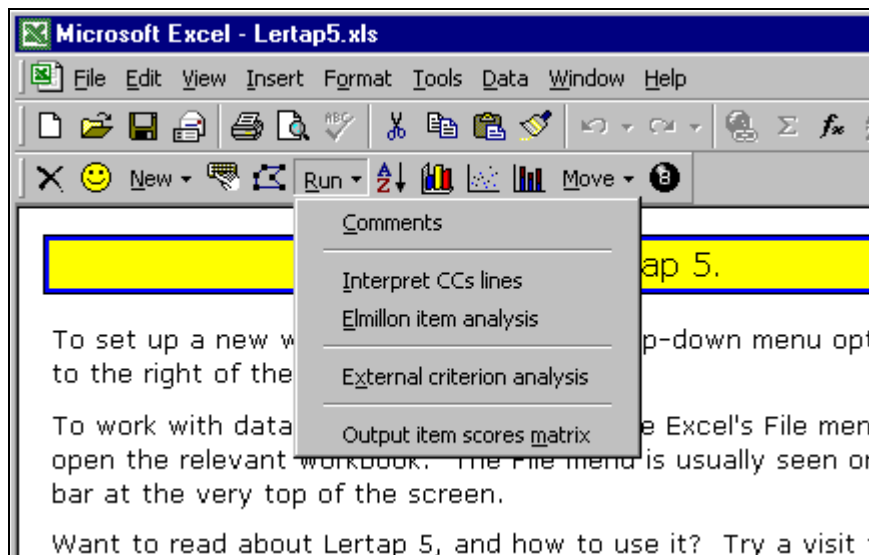 Microsoft Excel - Lertap5.xls
File Edit View Insert Format Tools Data Window Help
ABC Σ fx
New Run A Z Move 8
Comments
Interpret CCs lines
Elmillon item analysis
External criterion analysis
Output item scores matrix
ap 5.
To set up a new w p-down menu opt
to the right of the
To work with data e Excel's File men
open the relevant workbook. The File menu is usually seen or
bar at the very top of the screen.
Want to read about Lertap 5, and how to use it? Try a visit